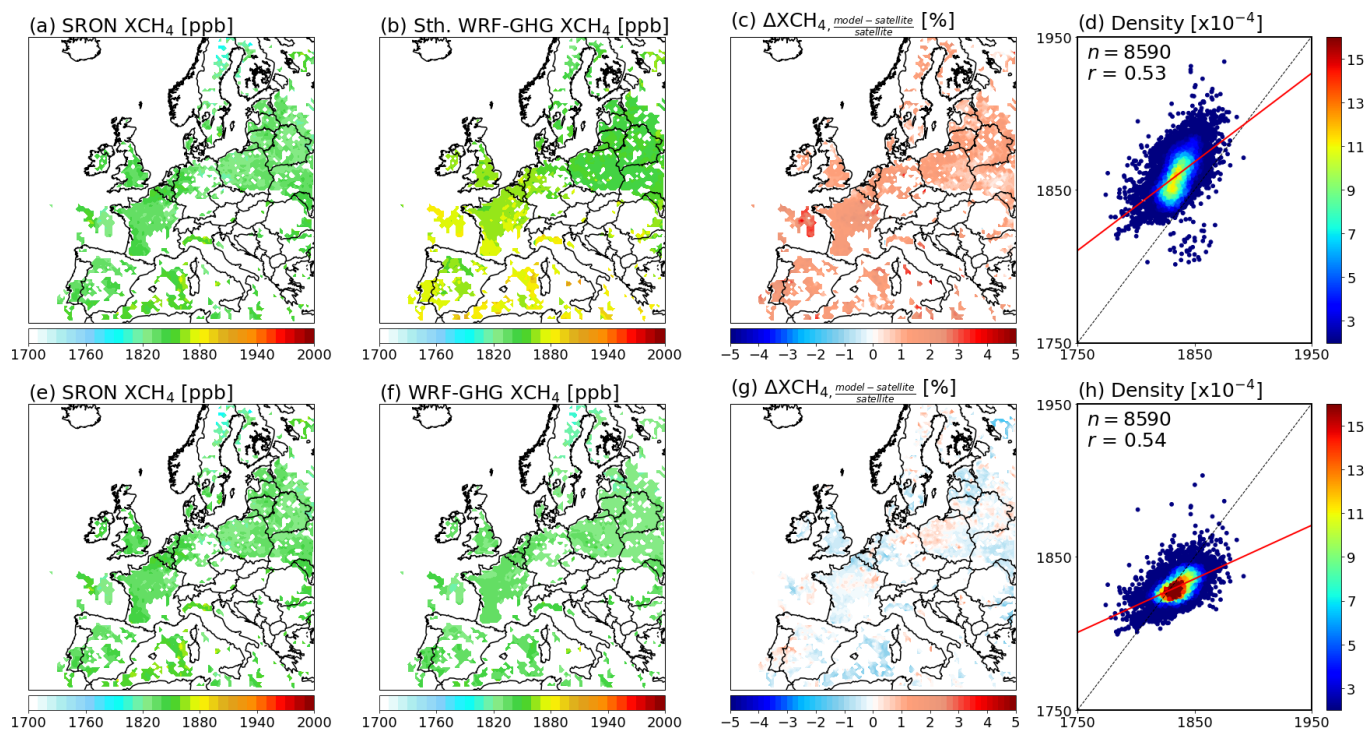 (a) SRON XCH₄ [ppb]
(b) Sth. WRF-GHG XCH₄ [ppb]
(c) ΔXCH₄, model−satellite/satellite [%]
(d) Density [x10⁻⁴]
1950
1850
1750
n = 8590
r = 0.53
15
13
11
9
7
5
3
1700 1760 1820 1880 1940 2000
1700 1760 1820 1880 1940 2000
−5 −4 −3 −2 −1 0 1 2 3 4 5
1750 1850 1950
(e) SRON XCH₄ [ppb]
(f) WRF-GHG XCH₄ [ppb]
(g) ΔXCH₄, model−satellite/satellite [%]
(h) Density [x10⁻⁴]
1950
1850
1750
n = 8590
r = 0.54
15
13
11
9
7
5
3
1700 1760 1820 1880 1940 2000
1700 1760 1820 1880 1940 2000
−5 −4 −3 −2 −1 0 1 2 3 4 5
1750 1850 1950